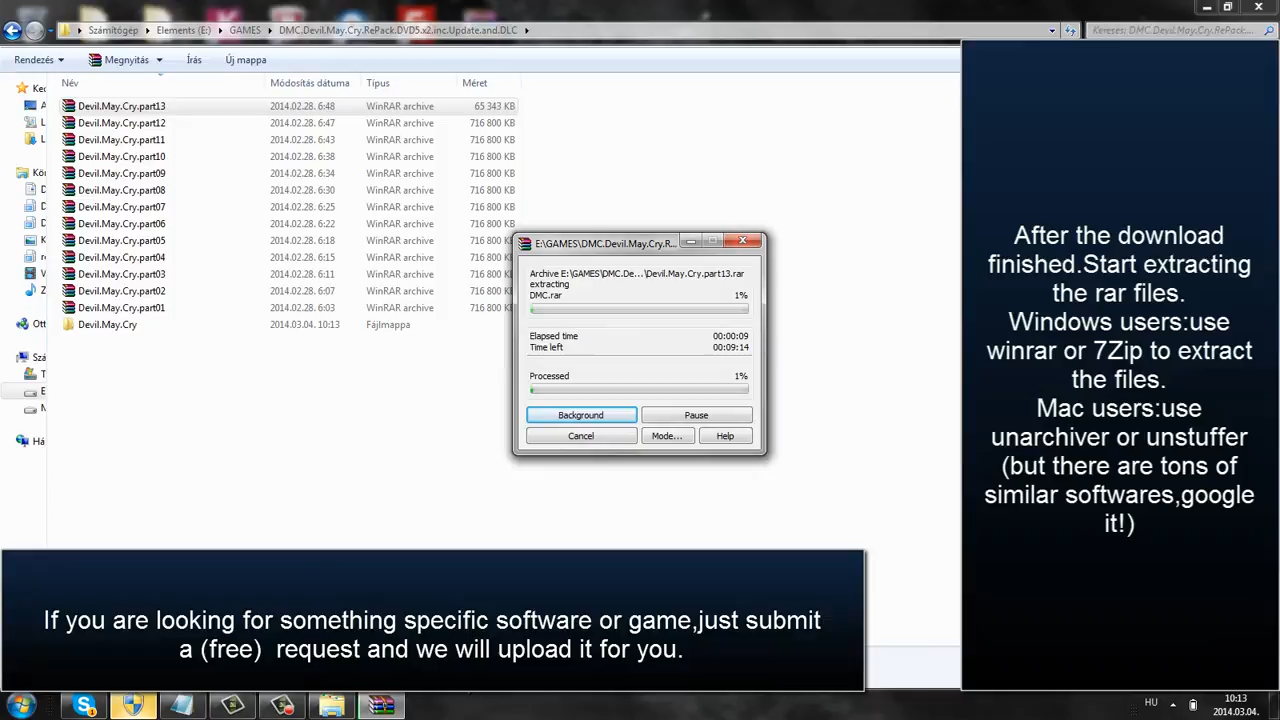 Számítógép
Elements (E:)
GAMES
DMC.Devil.May.Cry.RePack.DVD5.x2.inc.Update.and.DLC
Keresés: DMC.Devil.May.Cry.RePack....
Rendezés
Megnyitás
Írás
Új mappa
Név
Módosítás dátuma
Típus
Méret
Devil.May.Cry.part13 2014.02.28. 6:48 WinRAR archive 65 343 KB
Devil.May.Cry.part12 2014.02.28. 6:47 WinRAR archive 716 800 KB
Devil.May.Cry.part11 2014.02.28. 6:43 WinRAR archive 716 800 KB
Devil.May.Cry.part10 2014.02.28. 6:38 WinRAR archive 716 800 KB
Devil.May.Cry.part09 2014.02.28. 6:34 WinRAR archive 716 800 KB
Devil.May.Cry.part08 2014.02.28. 6:30 WinRAR archive 716 800 KB
Devil.May.Cry.part07 2014.02.28. 6:25 WinRAR archive 716 800 KB
Devil.May.Cry.part06 2014.02.28. 6:22 WinRAR archive 716 800 KB
Devil.May.Cry.part05 2014.02.28. 6:18 WinRAR archive 716 800 KB
Devil.May.Cry.part04 2014.02.28. 6:15 WinRAR archive 716 800 KB
Devil.May.Cry.part03 2014.02.28. 6:11 WinRAR archive 716 800 KB
Devil.May.Cry.part02 2014.02.28. 6:07 WinRAR archive 716 800 KB
Devil.May.Cry.part01 2014.02.28. 6:03 WinRAR archive 716 800 KB
Devil.May.Cry 2014.03.04. 10:13 Fájlmappa
E:\GAMES\DMC.Devil.May.Cry.R...
Archive E:\GAMES\DMC.De...\Devil.May.Cry.part13.rar
extracting
DMC.rar 1%
Elapsed time 00:00:09
Time left 00:09:14
Processed 1%
Background
Pause
Cancel
Mode...
Help
After the download
finished.Start extracting
the rar files.
Windows users:use
winrar or 7Zip to extract
the files.
Mac users:use
unarchiver or unstuffer
(but there are tons of
similar softwares,google
it!)
If you are looking for something specific software or game,just submit
a (free) request and we will upload it for you.
HU
10:13
2014.03.04.